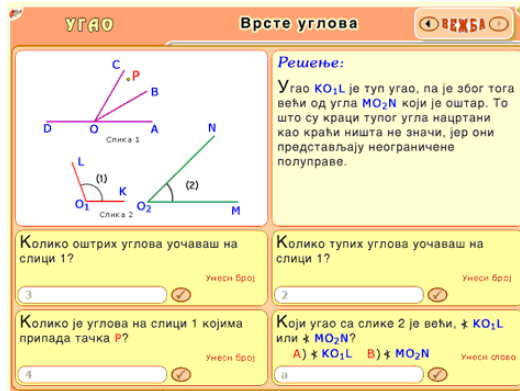 УГАО
Врсте углова
ВЕЖБА
C
P
B
D
O
A
Слика 1
N
L
(1)
K
(2)
O1
Слика 2
O2
M
Решење:
Угао KO1L је туп угао, па је због тога
већи од угла MO2N који је оштар. То
што су краци тупог угла нацртани
као краћи ништа не значи, јер они
представљају неограничене
полуправе.
Колико оштрих углова уочаваш на
слици 1?
Унеси број
3
Колико тупих углова уочаваш на
слици 1?
Унеси број
2
Колико је углова на слици 1 којима
припада тачка P?
Унеси број
4
Који угао са слике 2 је већи, ∢ KO1L
или ∢ MO2N?
A) ∢ KO1L B) ∢ MO2N
Унеси слово
a